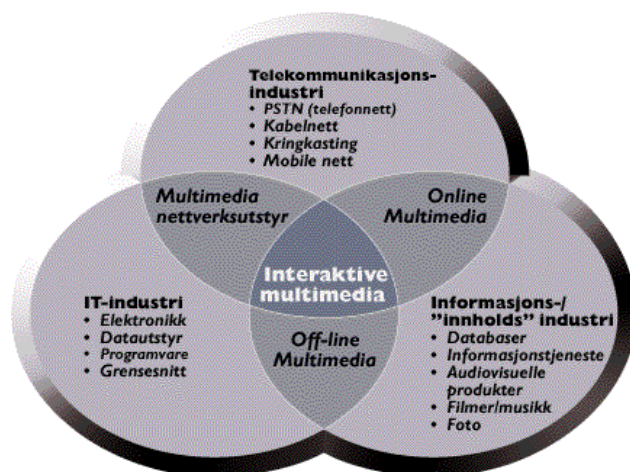 Telekommunikasjons-
industri
• PSTN (telefonnett)
• Kabelnett
• Kringkasting
• Mobile nett
Multimedia
nettverksutstyr
Online
Multimedia
Interaktive
multimedia
IT-industri
• Elektronikk
• Datautstyr
• Programvare
• Grensesnitt
Off-line
Multimedia
Informasjons-/
"innholds" industri
• Databaser
• Informasjonstjeneste
• Audiovisuelle
produkter
• Filmer/musikk
• Foto